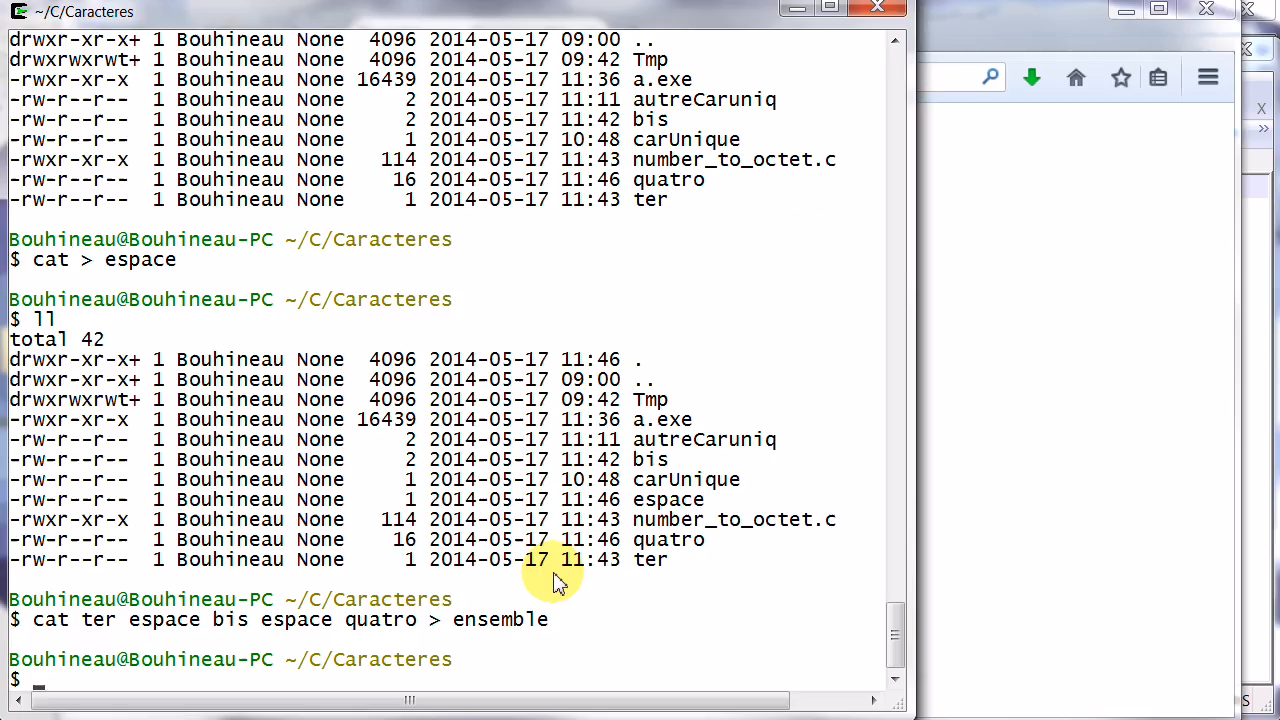 ~/C/Caracteres
drwxr-xr-x+ 1 Bouhineau None 4096 2014-05-17 09:00 ..
drwxrwxrwt+ 1 Bouhineau None 4096 2014-05-17 09:42 Tmp
-rwxr-xr-x 1 Bouhineau None 16439 2014-05-17 11:36 a.exe
-rw-r--r-- 1 Bouhineau None 2 2014-05-17 11:11 autreCaruniq
-rw-r--r-- 1 Bouhineau None 2 2014-05-17 11:42 bis
-rw-r--r-- 1 Bouhineau None 1 2014-05-17 10:48 carUnique
-rwxr-xr-x 1 Bouhineau None 114 2014-05-17 11:43 number_to_octet.c
-rw-r--r-- 1 Bouhineau None 16 2014-05-17 11:46 quatro
-rw-r--r-- 1 Bouhineau None 1 2014-05-17 11:43 ter
Bouhineau@Bouhineau-PC ~/C/Caracteres
$ cat > espace
Bouhineau@Bouhineau-PC ~/C/Caracteres
$ ll
total 42
drwxr-xr-x+ 1 Bouhineau None 4096 2014-05-17 11:46 .
drwxr-xr-x+ 1 Bouhineau None 4096 2014-05-17 09:00 ..
drwxrwxrwt+ 1 Bouhineau None 4096 2014-05-17 09:42 Tmp
-rwxr-xr-x 1 Bouhineau None 16439 2014-05-17 11:36 a.exe
-rw-r--r-- 1 Bouhineau None 2 2014-05-17 11:11 autreCaruniq
-rw-r--r-- 1 Bouhineau None 2 2014-05-17 11:42 bis
-rw-r--r-- 1 Bouhineau None 1 2014-05-17 10:48 carUnique
-rw-r--r-- 1 Bouhineau None 1 2014-05-17 11:46 espace
-rwxr-xr-x 1 Bouhineau None 114 2014-05-17 11:43 number_to_octet.c
-rw-r--r-- 1 Bouhineau None 16 2014-05-17 11:46 quatro
-rw-r--r-- 1 Bouhineau None 1 2014-05-17 11:43 ter
Bouhineau@Bouhineau-PC ~/C/Caracteres
$ cat ter espace bis espace quatro > ensemble
Bouhineau@Bouhineau-PC ~/C/Caracteres
$